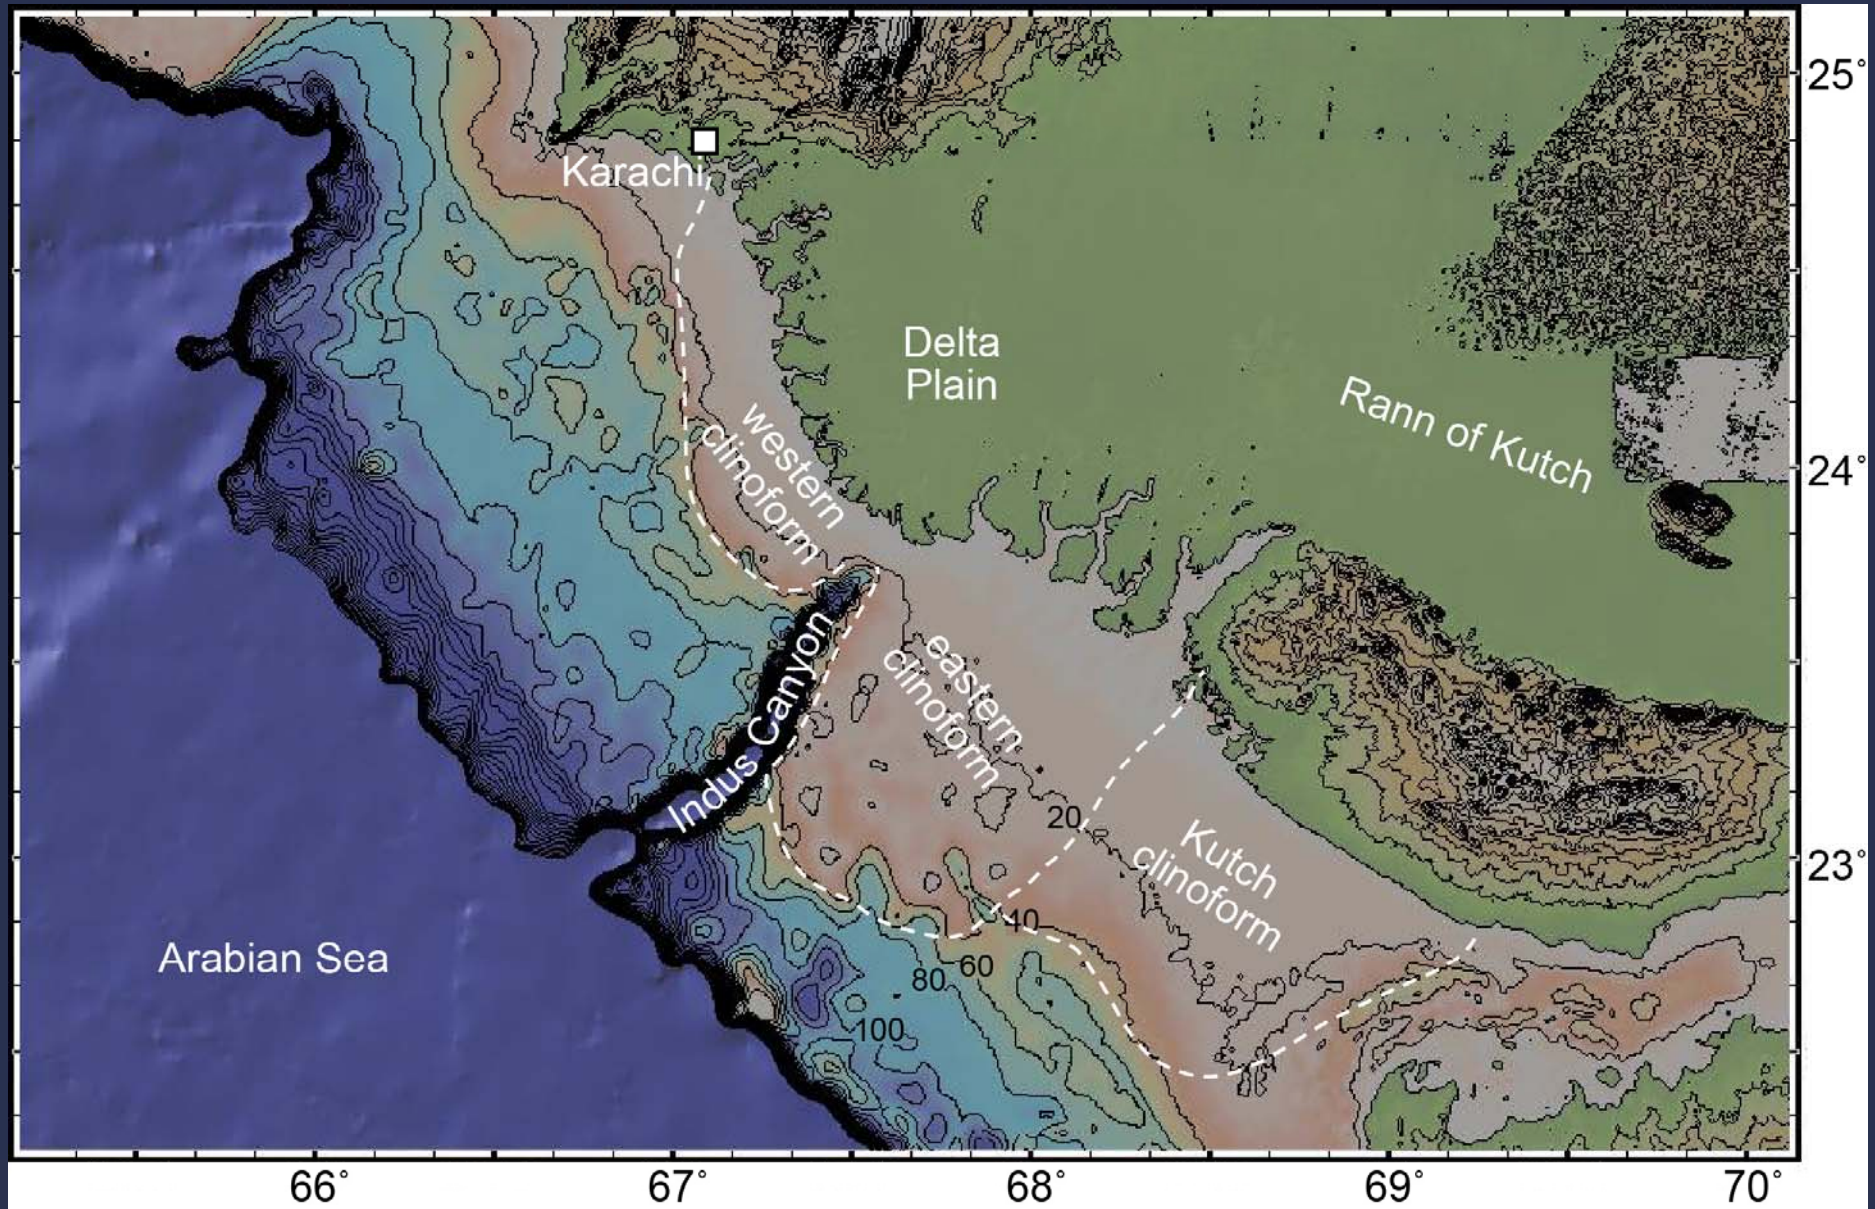 25°
Karachi
Delta
Plain
Rann of Kutch
24°
western
clinoform
Indus Canyon
eastern
clinoform
20
Kutch
clinoform
23°
40
60
80
100
Arabian Sea
66°
67°
68°
69°
70°